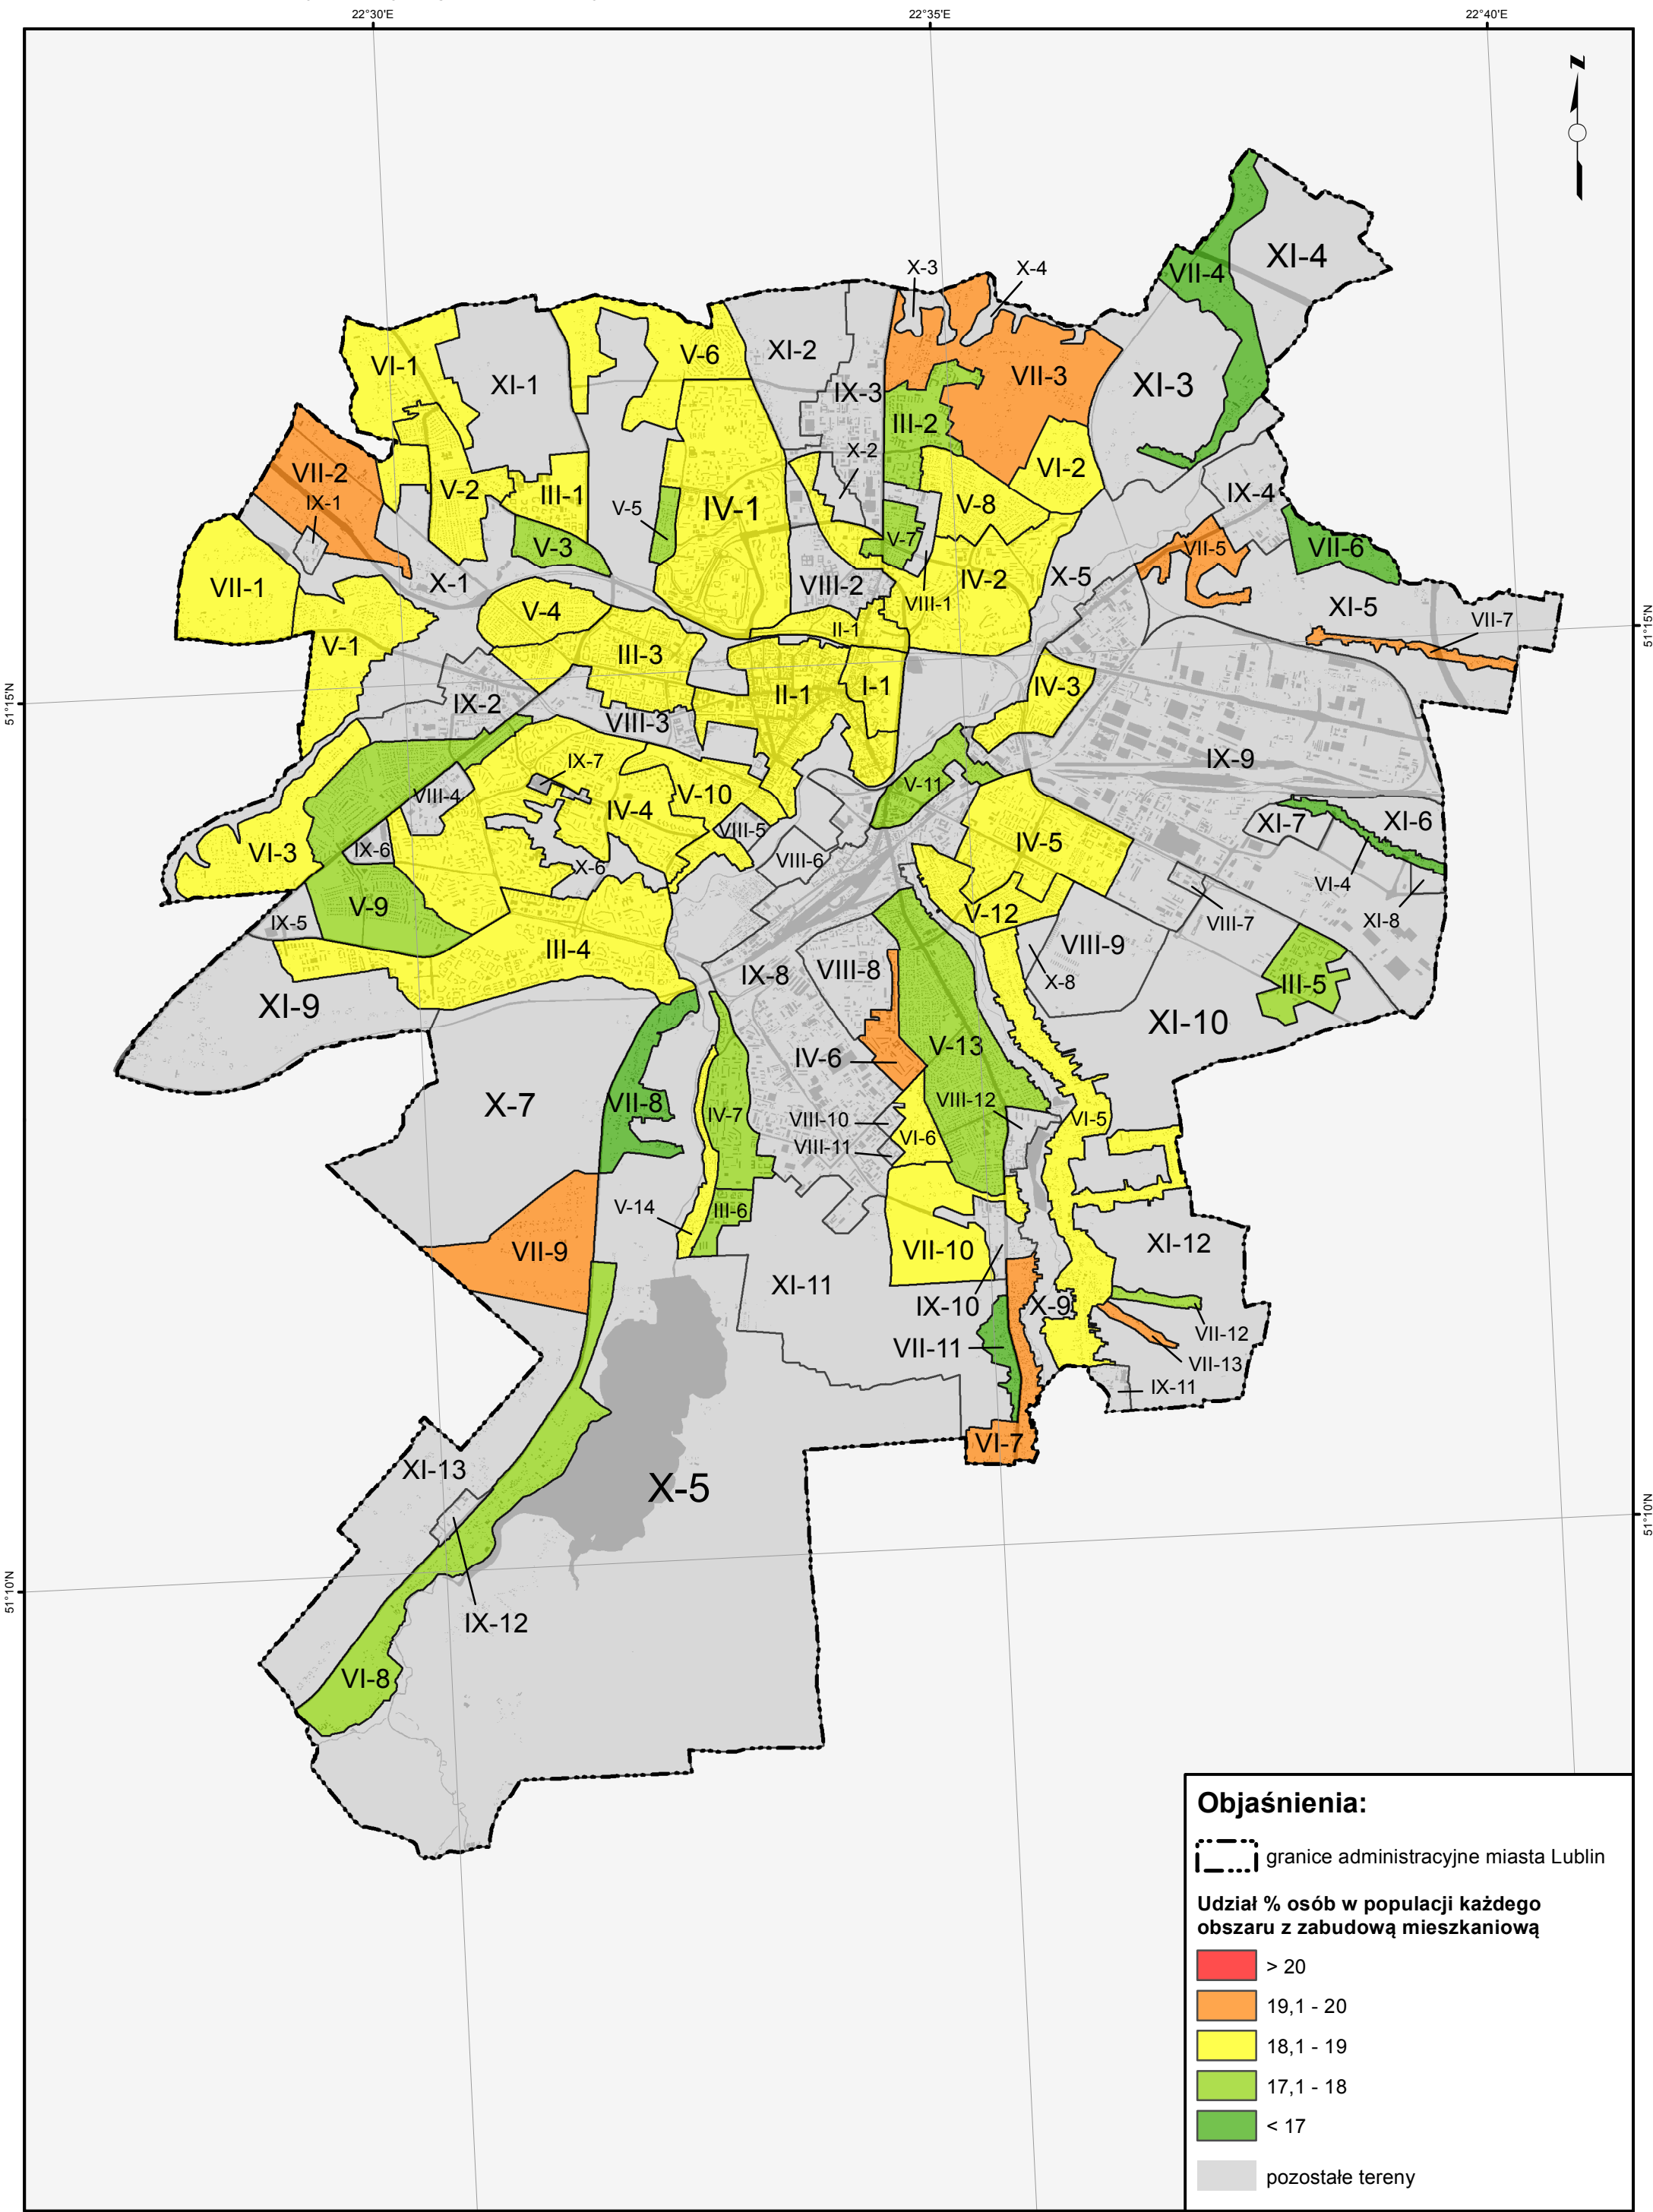 22°30'E
22°35'E
22°40'E
N
X-3
X-4
XI-4
VII-4
VI-1
XI-1
V-6
XI-2
IX-3
VII-3
XI-3
III-2
X-2
VI-2
VII-2
IX-1
V-2
III-1
V-5
IV-1
V-8
IX-4
V-3
V-7
VII-5
VII-6
VII-1
X-1
VIII-2
VIII-1
IV-2
X-5
XI-5
VII-7
V-4
II-1
V-1
III-3
51°15'N
51°15'N
IX-2
II-1
I-1
IV-3
VIII-3
IX-7
IX-9
VIII-4
IV-4
V-10
V-11
VIII-5
XI-7
XI-6
VI-3
IX-6
X-6
VIII-6
IV-5
VI-4
V-9
IX-5
V-12
VIII-7
XI-8
III-4
VIII-9
IX-8
VIII-8
X-8
III-5
XI-9
XI-10
V-13
IV-6
X-7
VII-8
IV-7
VIII-12
VIII-10
VI-6
VI-5
VIII-11
V-14
III-6
VII-9
VII-10
XI-12
XI-11
IX-10
X-9
VII-12
VII-11
VII-13
IX-11
VI-7
XI-13
X-5
51°10'N
51°10'N
IX-12
VI-8
Objaśnienia:
granice administracyjne miasta Lublin
Udział % osób w populacji każdego
obszaru z zabudową mieszkaniową
> 20
19,1 - 20
18,1 - 19
17,1 - 18
< 17
pozostałe tereny